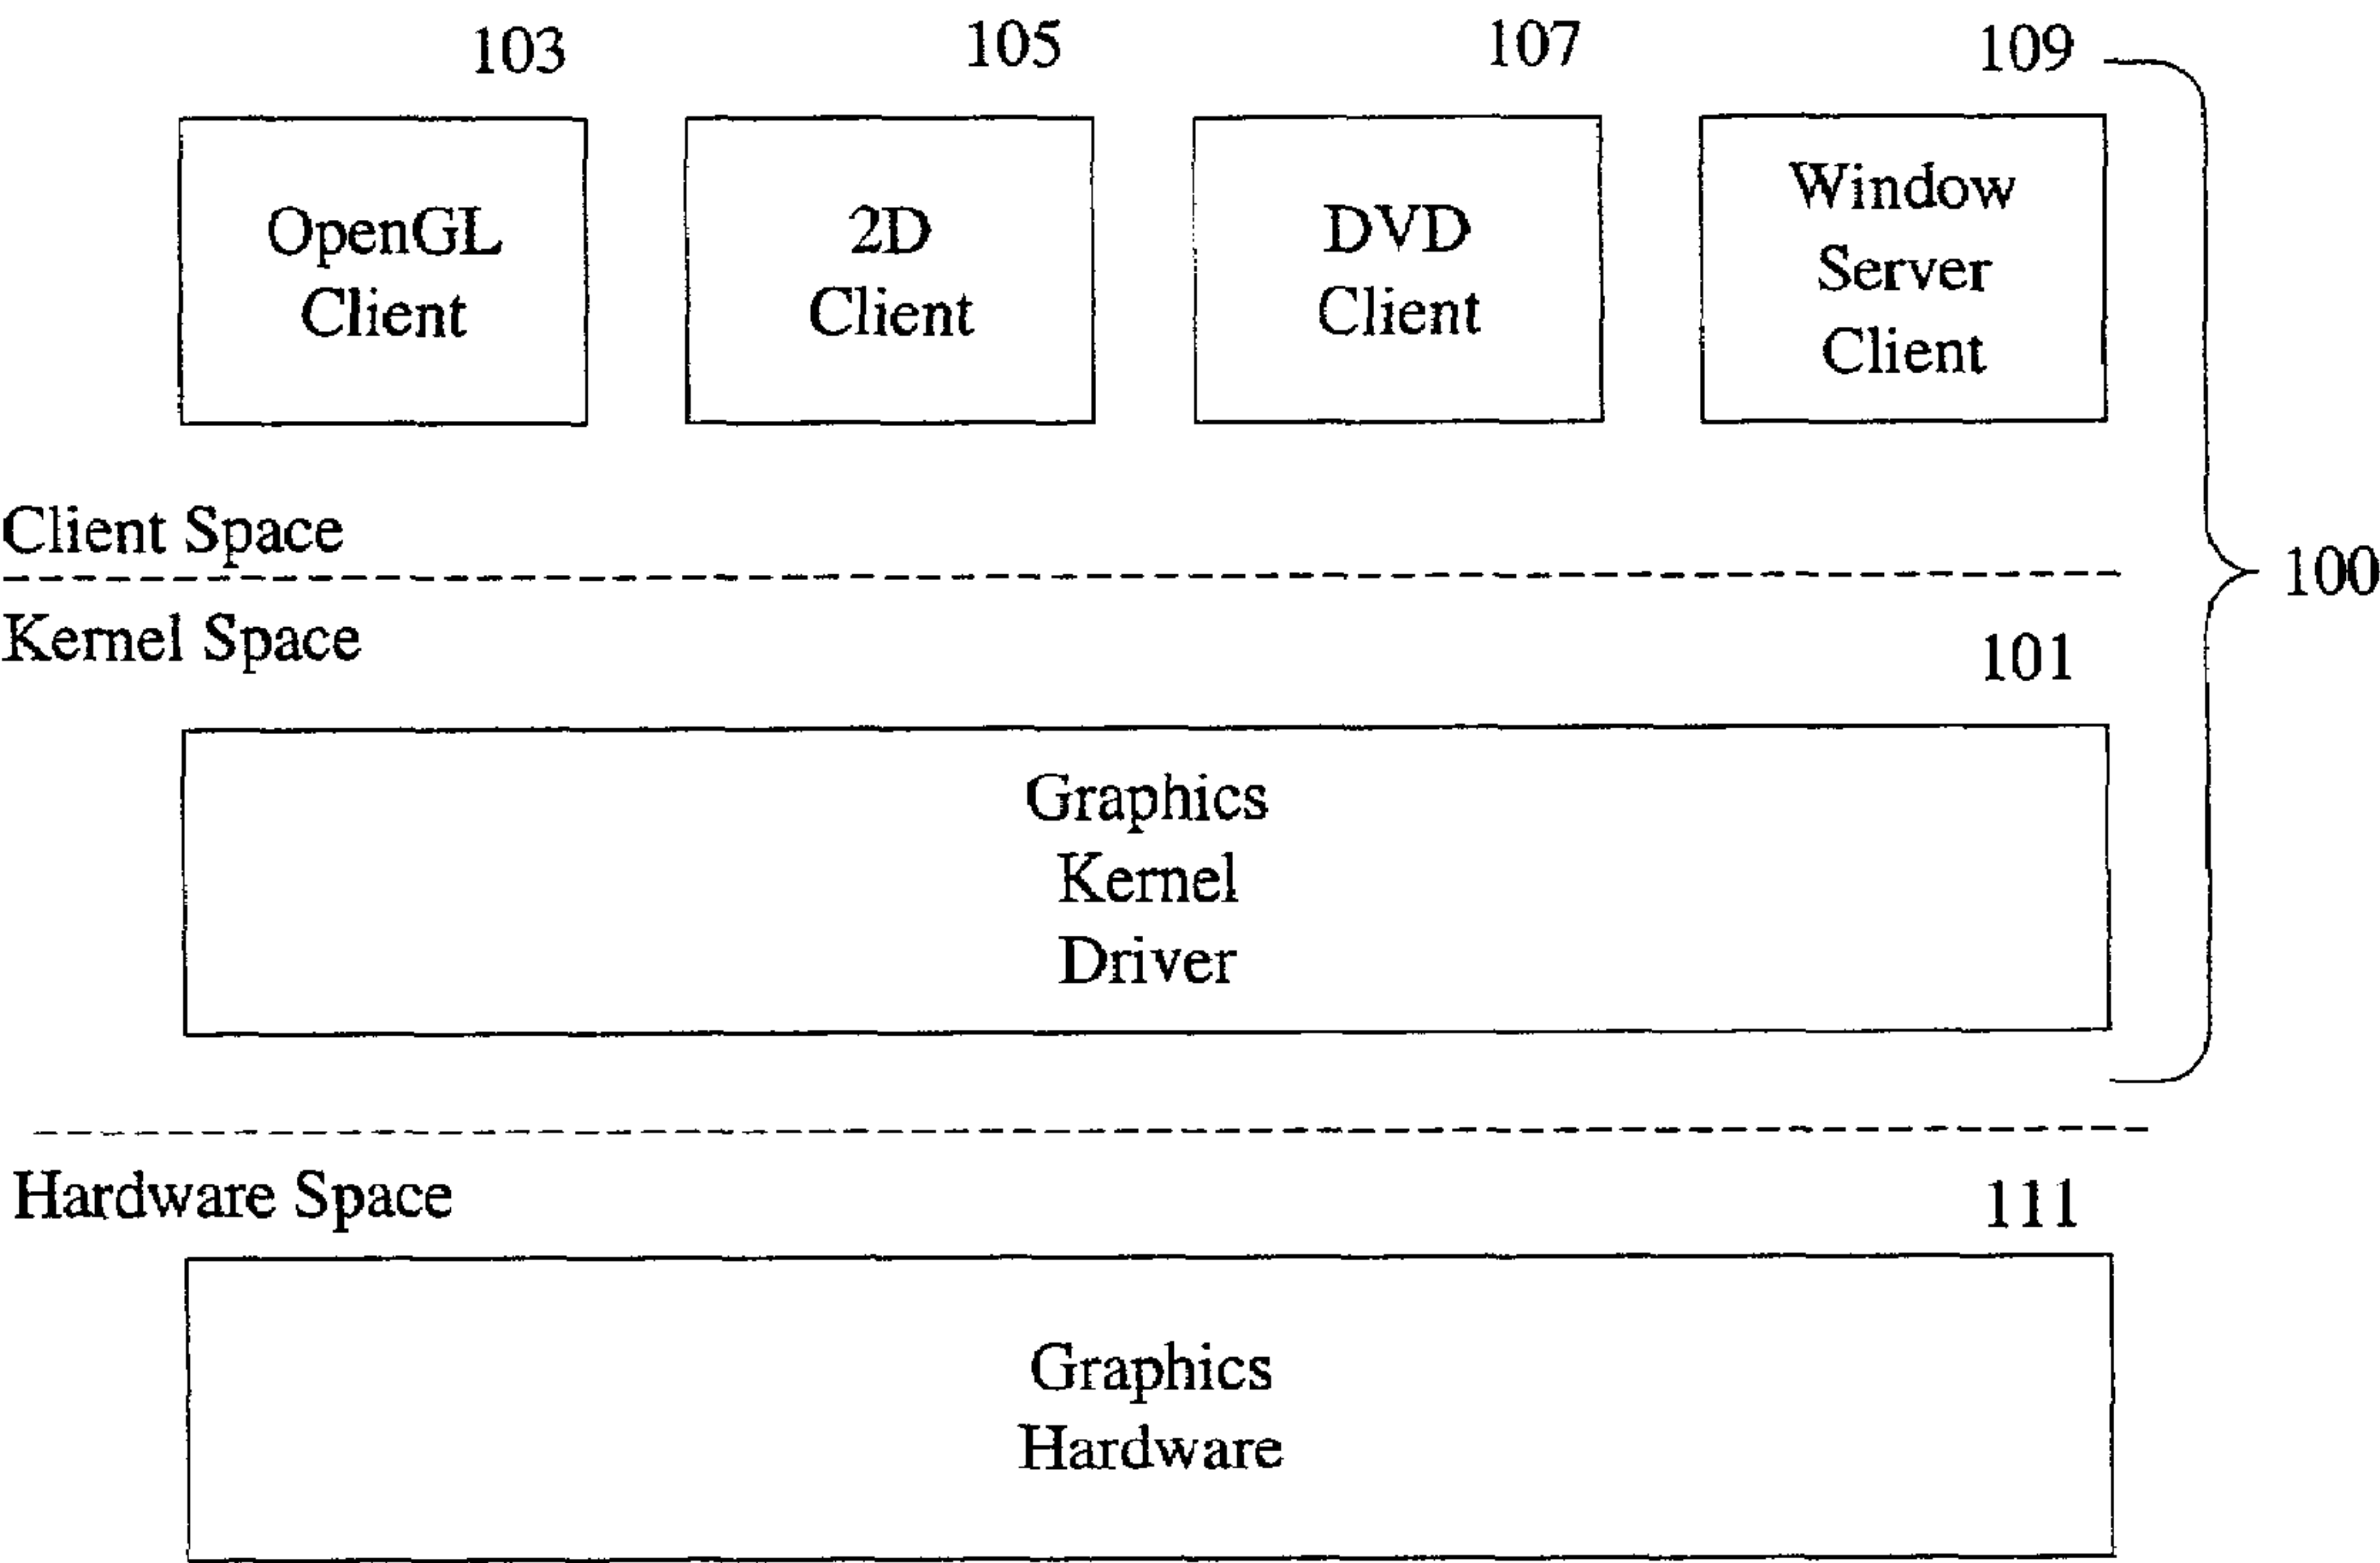 103
105
107
109
OpenGL
Client
2D
Client
DVD
Client
Window
Server
Client
Client Space
100
Kernel Space
101
Graphics
Kernel
Driver
Hardware Space
111
Graphics
Hardware